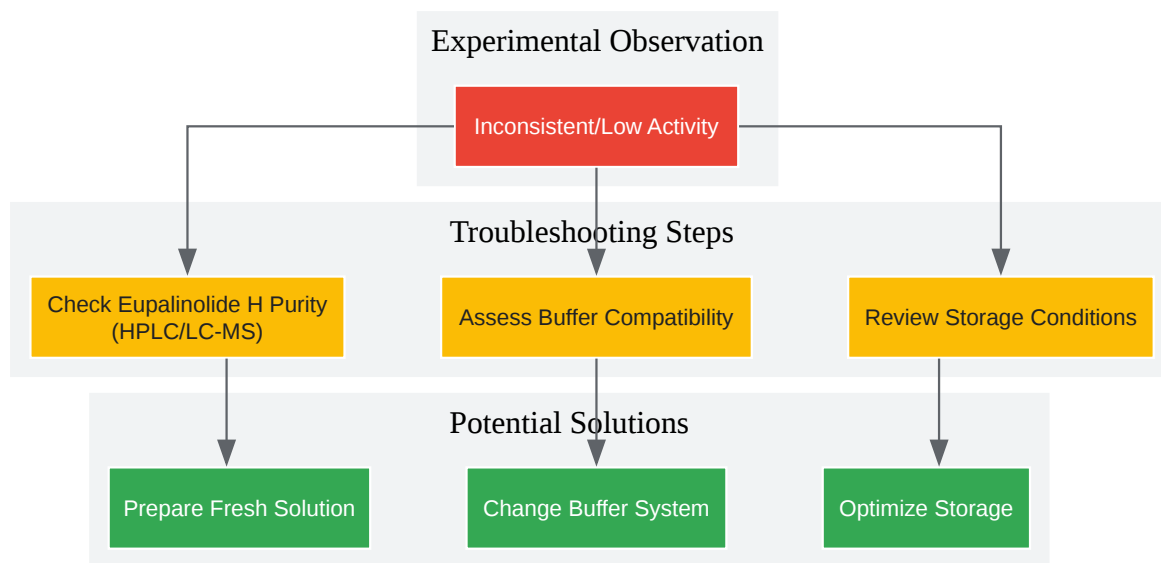 Experimental Observation
Inconsistent/Low Activity
Troubleshooting Steps
Check Eupalinolide H Purity
(HPLC/LC-MS)
Assess Buffer Compatibility
Review Storage Conditions
Potential Solutions
Prepare Fresh Solution
Change Buffer System
Optimize Storage